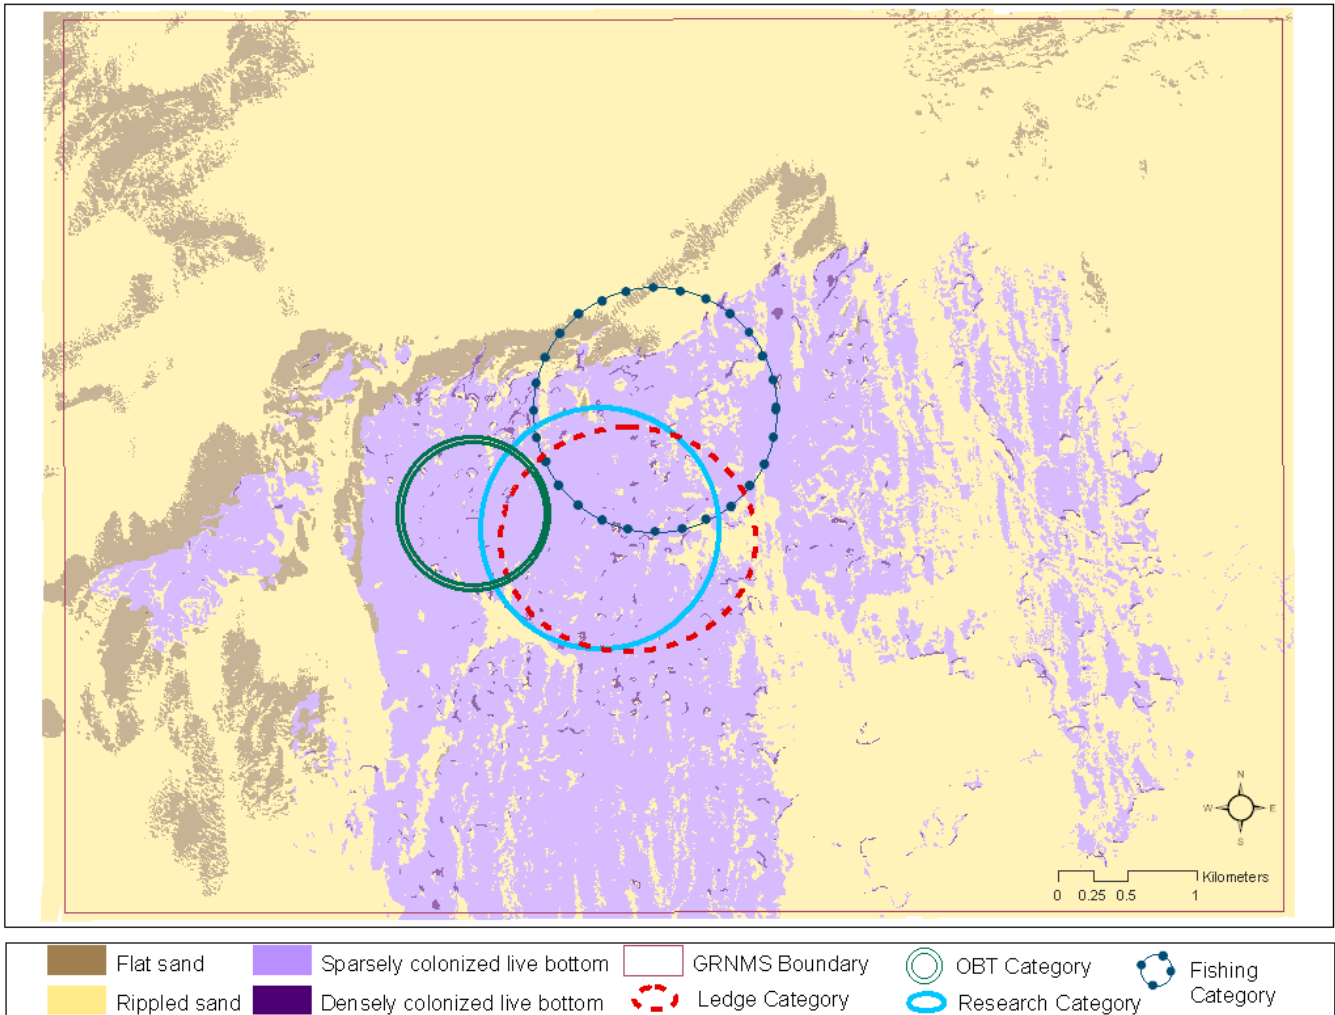 N
W E
S
Kilometers
0 0.25 0.5 1
Flat sand Sparsely colonized live bottom GRNMS Boundary OBT Category Fishing
Category
Rippled sand Densely colonized live bottom Ledge Category Research Category